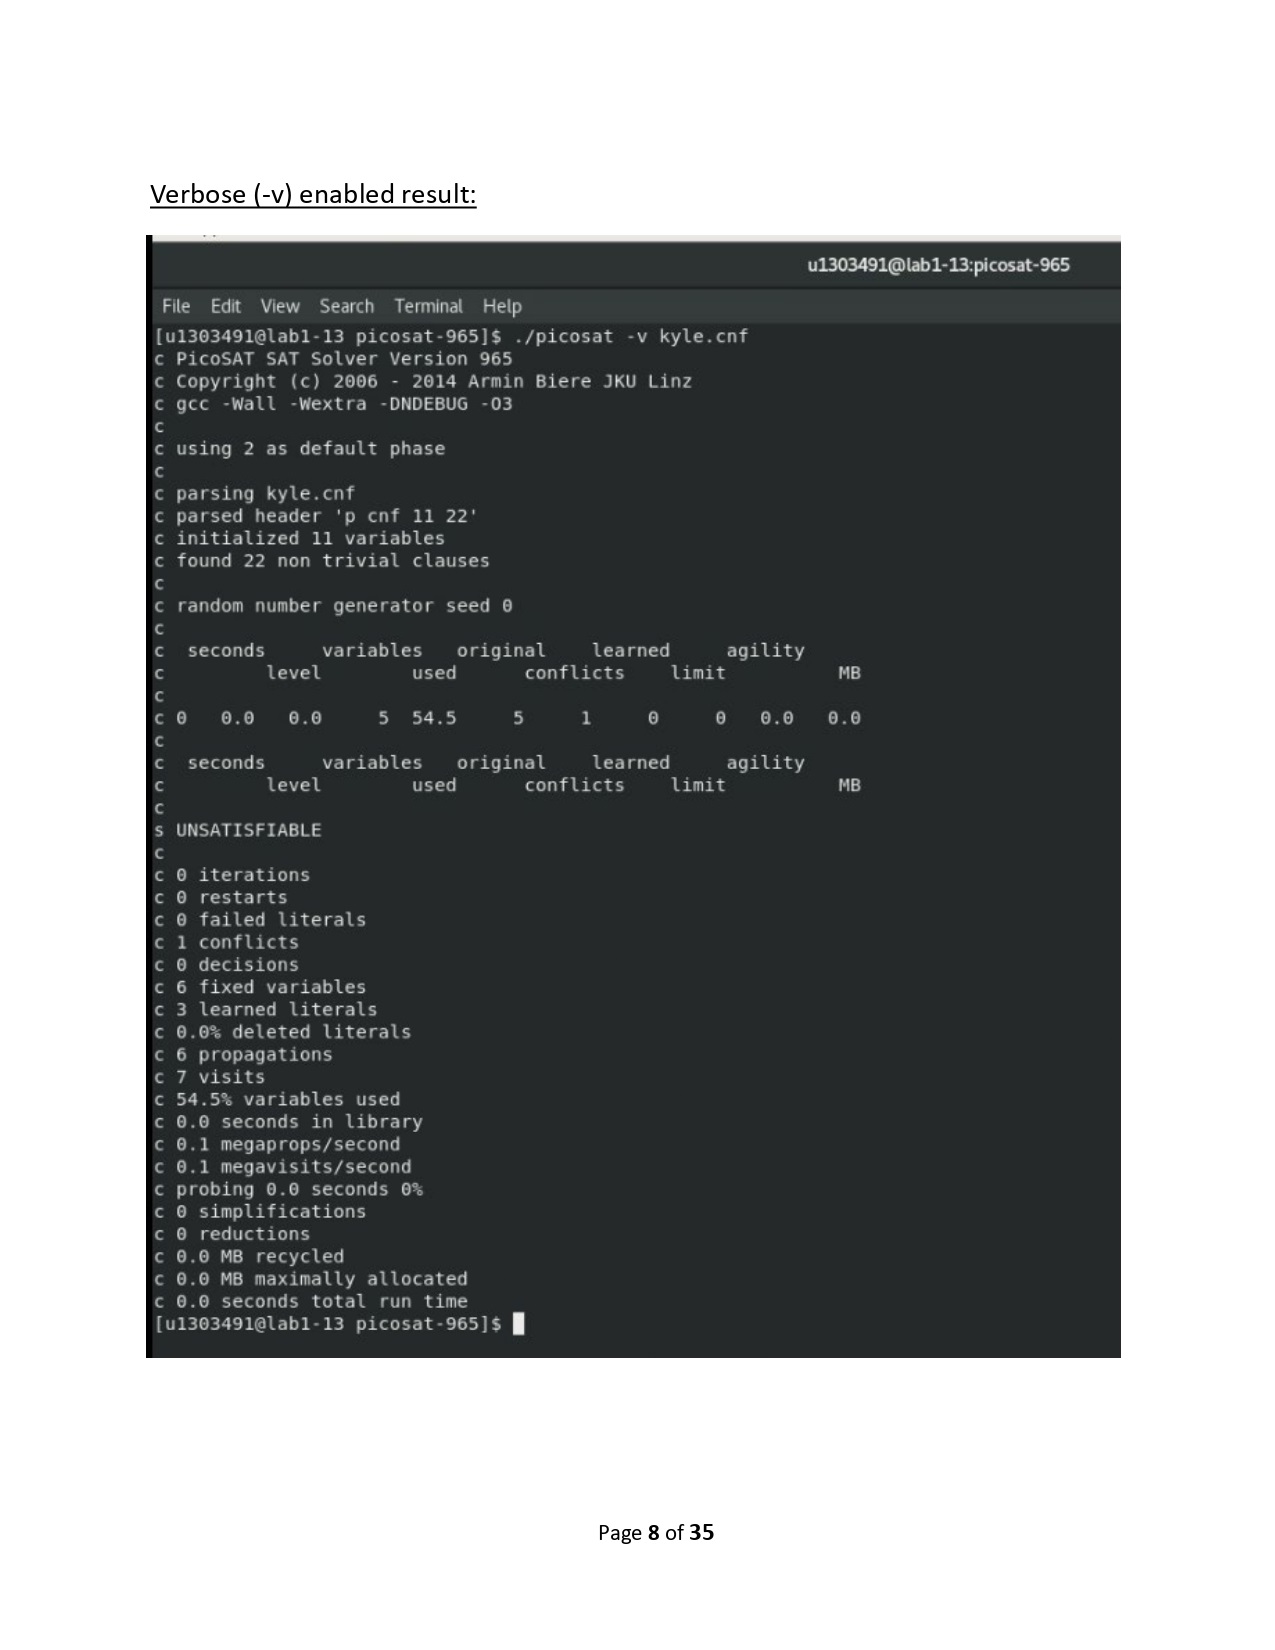 Verbose (-v) enabled result:
u1303491@lab1-13:picosat-965
File Edit View Search Terminal Help
[u1303491@lab1-13 picosat-965]$ ./picosat -v kyle.cnf
c PicoSAT SAT Solver Version 965
c Copyright (c) 2006 - 2014 Armin Biere JKU Linz
c gcc -Wall -Wextra -DNDEBUG -O3
c
c using 2 as default phase
c
c parsing kyle.cnf
c parsed header 'p cnf 11 22'
c initialized 11 variables
c found 22 non trivial clauses
c
c random number generator seed 0
c
c  seconds     variables   original    learned     agility
c         level        used      conflicts    limit          MB
c
c 0   0.0   0.0     5  54.5     5     1     0     0   0.0   0.0
c
c  seconds     variables   original    learned     agility
c         level        used      conflicts    limit          MB
c
s UNSATISFIABLE
c
c 0 iterations
c 0 restarts
c 0 failed literals
c 1 conflicts
c 0 decisions
c 6 fixed variables
c 3 learned literals
c 0.0% deleted literals
c 6 propagations
c 7 visits
c 54.5% variables used
c 0.0 seconds in library
c 0.1 megaprops/second
c 0.1 megavisits/second
c probing 0.0 seconds 0%
c 0 simplifications
c 0 reductions
c 0.0 MB recycled
c 0.0 MB maximally allocated
c 0.0 seconds total run time
[u1303491@lab1-13 picosat-965]$
Page 8 of 35